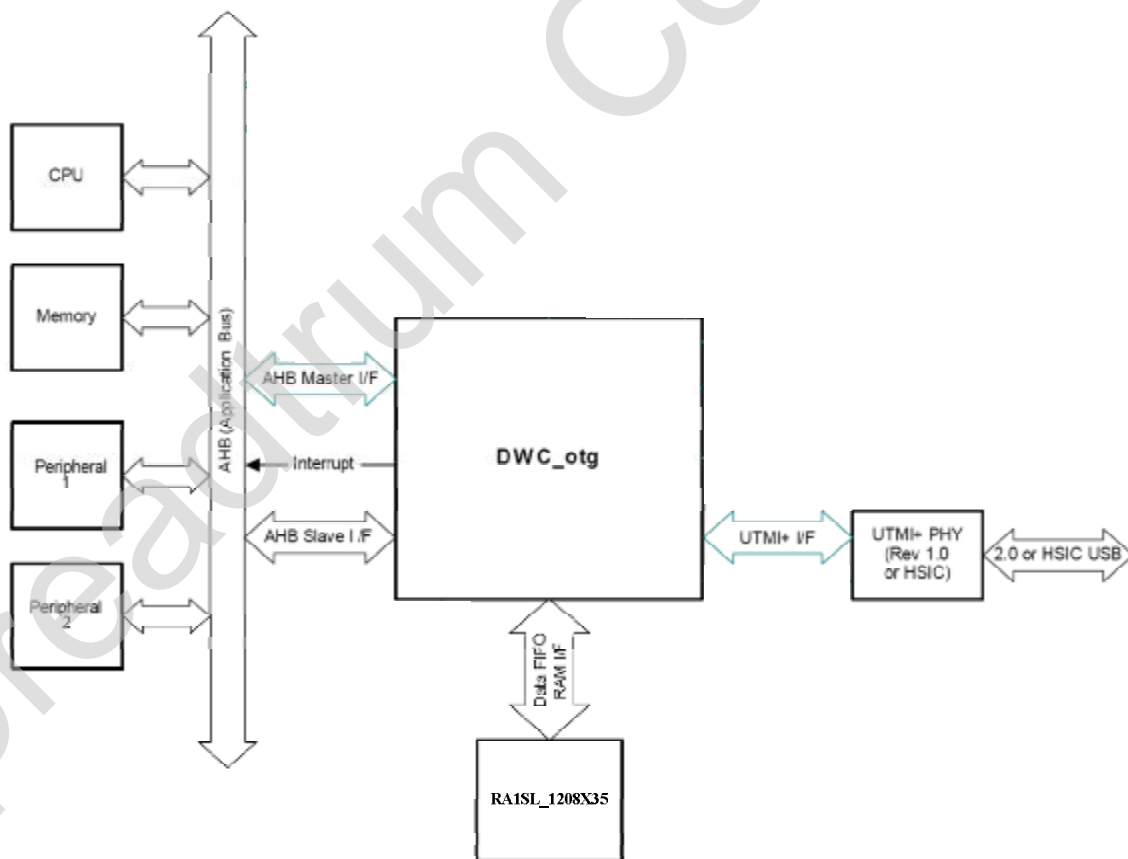 CPU
Memory
Peripheral
1
Peripheral
2
AHB (Application Bus)
AHB Master I/F
Interrupt
AHB Slave I/F
DWC_otg
UTMI+ I/F
UTMI+ PHY
(Rev 1.0
or HSIC)
2.0 or HSIC USB
Data FIFO
RAM I/F
RA1SL_1208X35